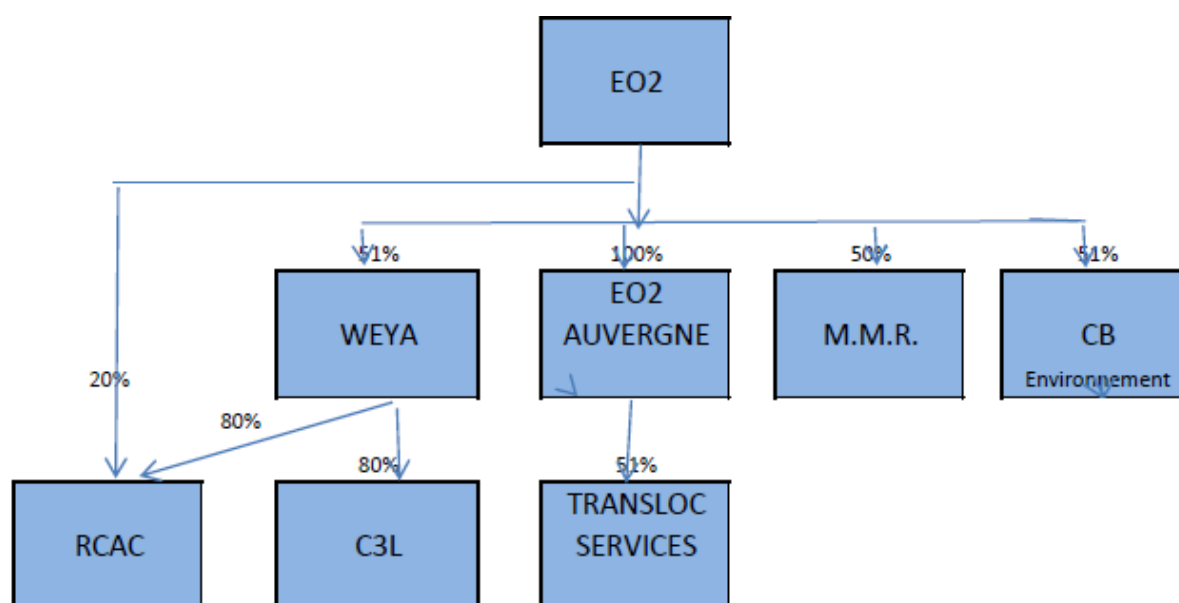 EO2
51%
100%
50%
51%
WEYA
EO2
AUVERGNE
M.M.R.
CB
Environnement
20%
80%
80%
51%
RCAC
C3L
TRANSLOC
SERVICES